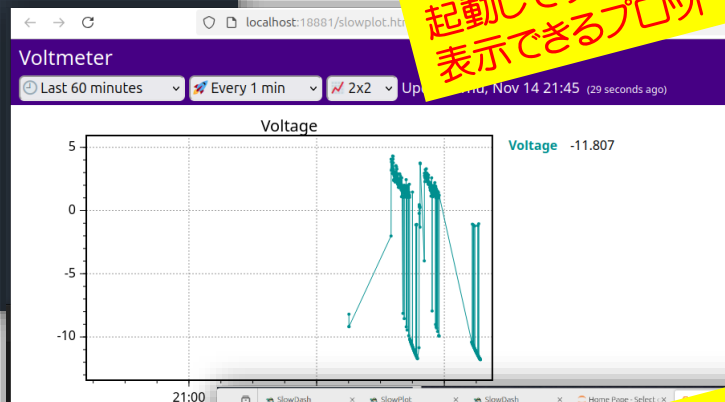 localhost:18881/slowplot.htm
起動して
表示できるプロット
Voltmeter
Last 60 minutes
Every 1 min
2x2
Thu, Nov 14 21:45 (29 seconds ago)
Voltage
Voltage -11.807
5
0
-5
-10
21:00
SlowDash
SlowPlot
SlowDash
Home Page - Select